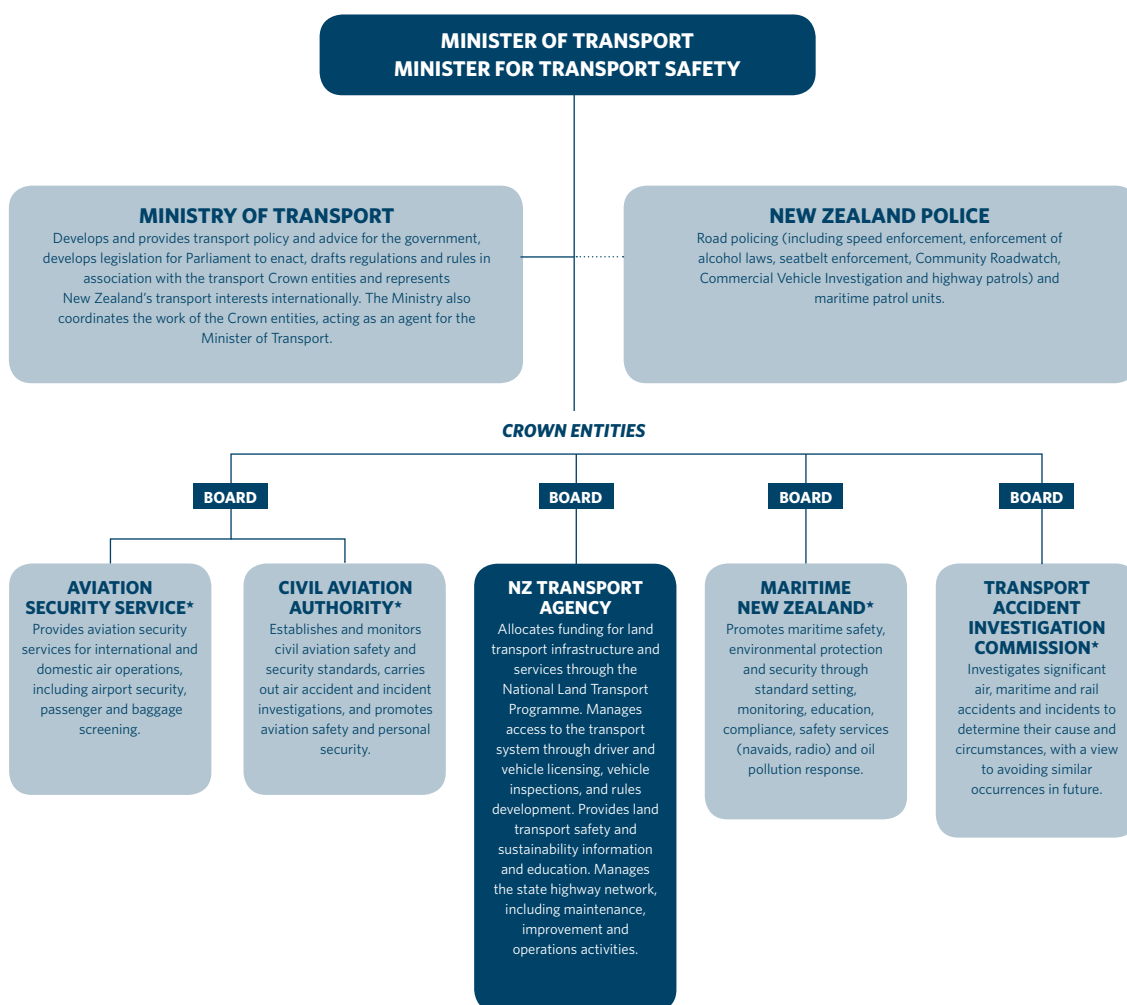 MINISTER OF TRANSPORT
MINISTER FOR TRANSPORT SAFETY
MINISTRY OF TRANSPORT
Develops and provides transport policy and advice for the government,
develops legislation for Parliament to enact, drafts regulations and rules in
association with the transport Crown entities and represents
New Zealand's transport interests internationally. The Ministry also
coordinates the work of the Crown entities, acting as an agent for the
Minister of Transport.
NEW ZEALAND POLICE
Road policing (including speed enforcement, enforcement of
alcohol laws, seatbelt enforcement, Community Roadwatch,
Commercial Vehicle Investigation and highway patrols) and
maritime patrol units.
CROWN ENTITIES
BOARD
BOARD
BOARD
BOARD
AVIATION
SECURITY SERVICE*
Provides aviation security
services for international and
domestic air operations,
including airport security,
passenger and baggage
screening.
CIVIL AVIATION
AUTHORITY*
Establishes and monitors
civil aviation safety and
security standards, carries
out air accident and incident
investigations, and promotes
aviation safety and personal
security.
NZ TRANSPORT
AGENCY
Allocates funding for land
transport infrastructure and
services through the
National Land Transport
Programme. Manages
access to the transport
system through driver and
vehicle licensing, vehicle
inspections, and rules
development. Provides land
transport safety and
sustainability information
and education. Manages
the state highway network,
including maintenance,
improvement and
operations activities.
MARITIME
NEW ZEALAND*
Promotes maritime safety,
environmental protection
and security through
standard setting,
monitoring, education,
compliance, safety services
(navaids, radio) and oil
pollution response.
TRANSPORT
ACCIDENT
INVESTIGATION
COMMISSION*
Investigates significant
air, maritime and rail
accidents and incidents to
determine their cause and
circumstances, with a view
to avoiding similar
occurrences in future.